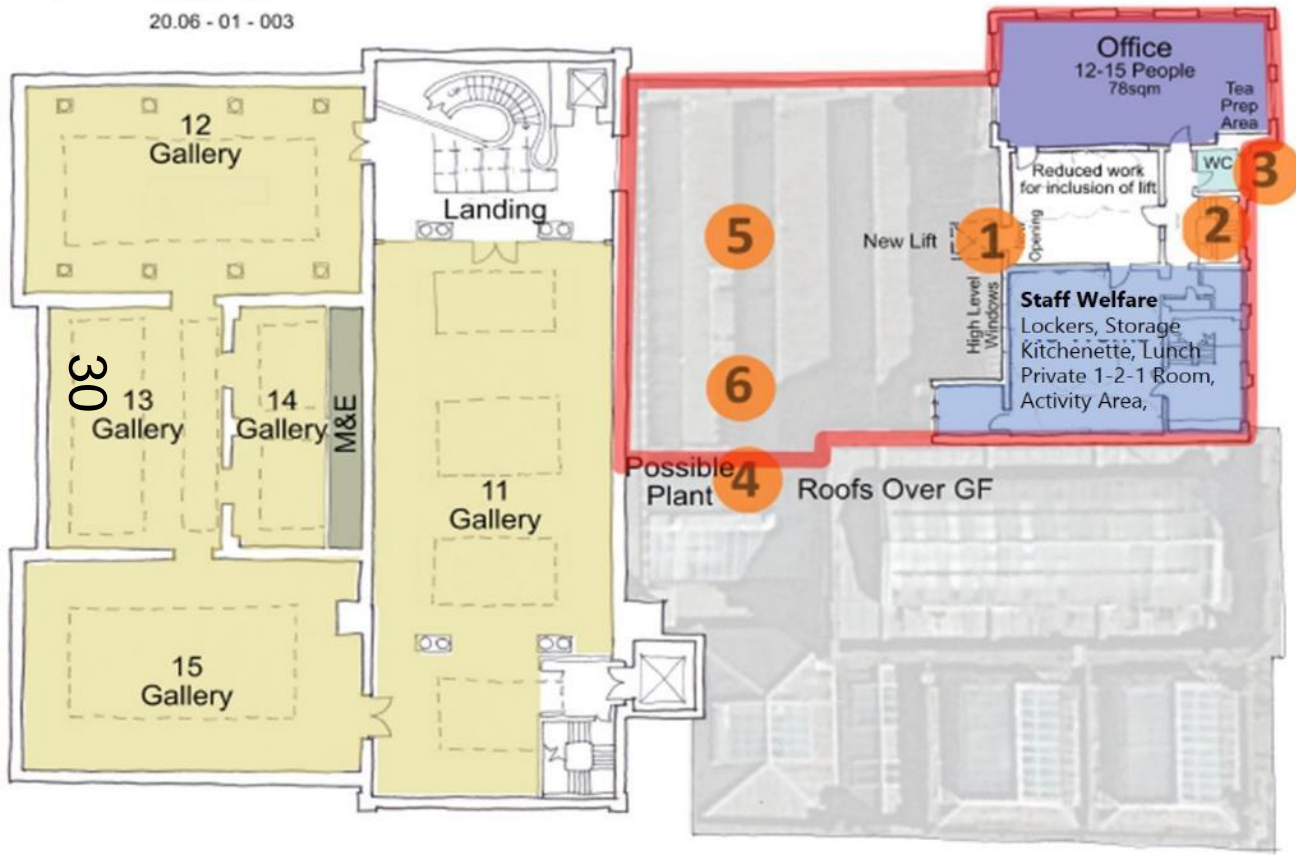 20.06 - 01 - 003
Office
12-15 People
78sqm
Tea
Prep
Area
12
Gallery
WC
3
Reduced work
for inclusion of lift
Landing
5
New Lift
1
Opening
2
High Level
Windows
Staff Welfare
Lockers, Storage
Kitchenette, Lunch
Private 1-2-1 Room,
Activity Area,
30
13
Gallery
14
Gallery
M&E
6
Possible
Plant
4
Roofs Over GF
11
Gallery
15
Gallery